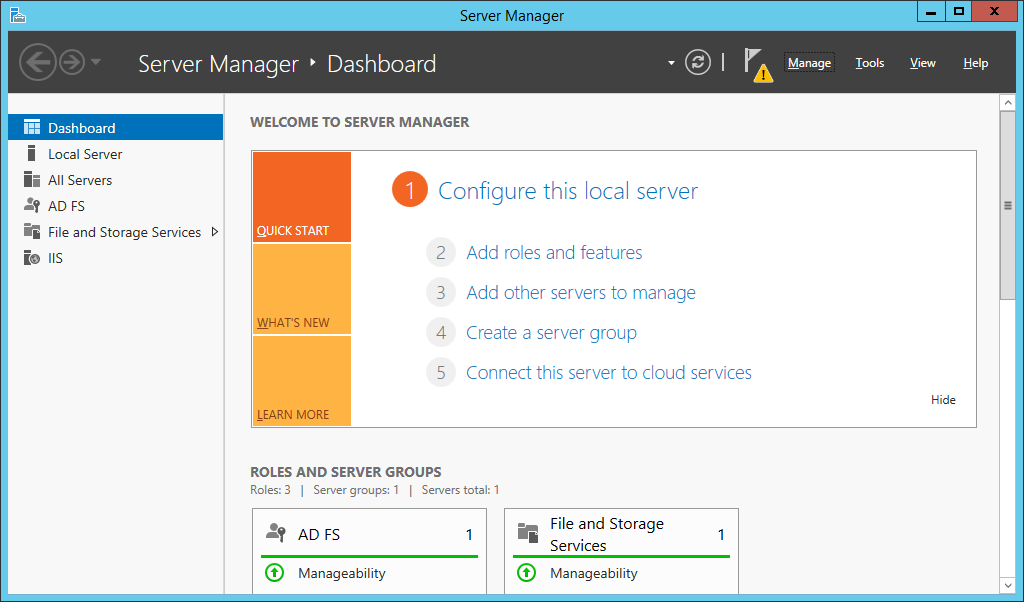 Server Manager
Server Manager ‣ Dashboard
Manage Tools View Help
Dashboard
Local Server
All Servers
AD FS
File and Storage Services
IIS
WELCOME TO SERVER MANAGER
QUICK START
WHAT'S NEW
LEARN MORE
1 Configure this local server
2 Add roles and features
3 Add other servers to manage
4 Create a server group
5 Connect this server to cloud services
Hide
ROLES AND SERVER GROUPS
Roles: 3 | Server groups: 1 | Servers total: 1
AD FS 1
Manageability
File and Storage
Services 1
Manageability